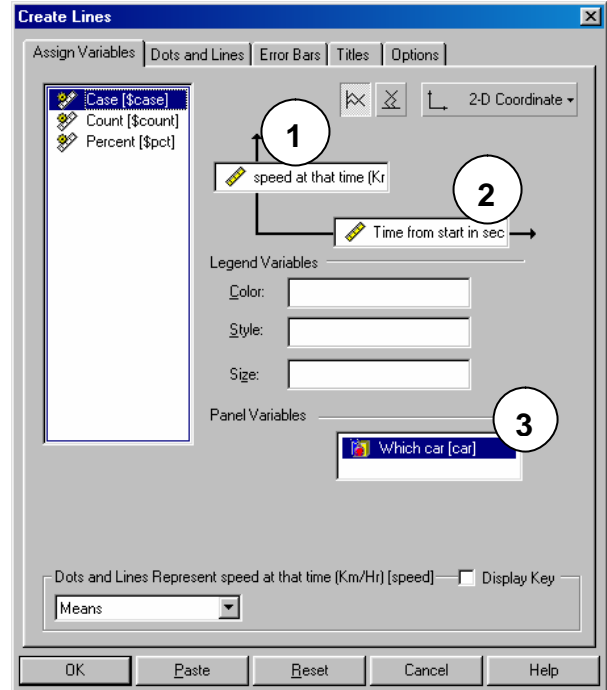 Create Lines
Assign Variables Dots and Lines Error Bars Titles Options
Case [$case]
Count [$count]
Percent [$pct]
2-D Coordinate
1
speed at that time (Kr
2
Time from start in sec
Legend Variables
Color:
Style:
Size:
Panel Variables
3
Which car [car]
Dots and Lines Represent speed at that time (Km/Hr) [speed] Display Key
Means
OK Paste Reset Cancel Help